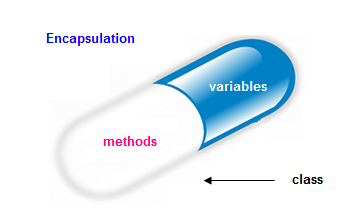 Encapsulation
variables
methods
class